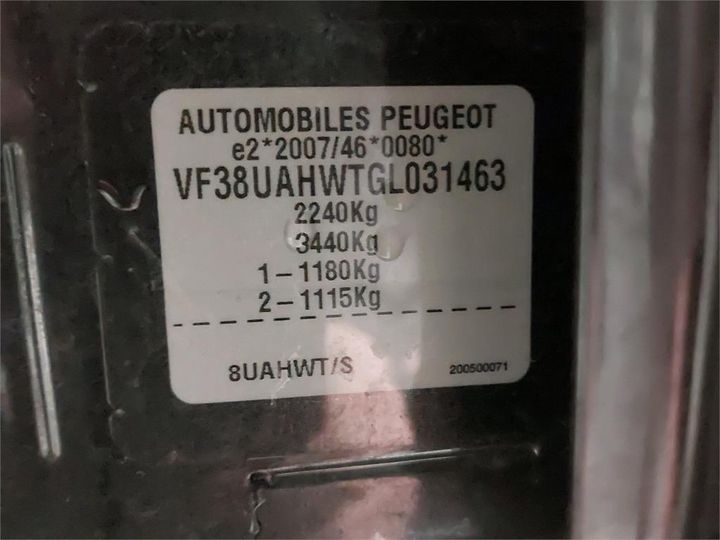 AUTOMOBILES PEUGEOT
e2*2007/46*0080*
VF38UAHWTGL031463
2240Kg
3440Kg
1-1180Kg
2-1115Kg
8UAHWT/S 200500071